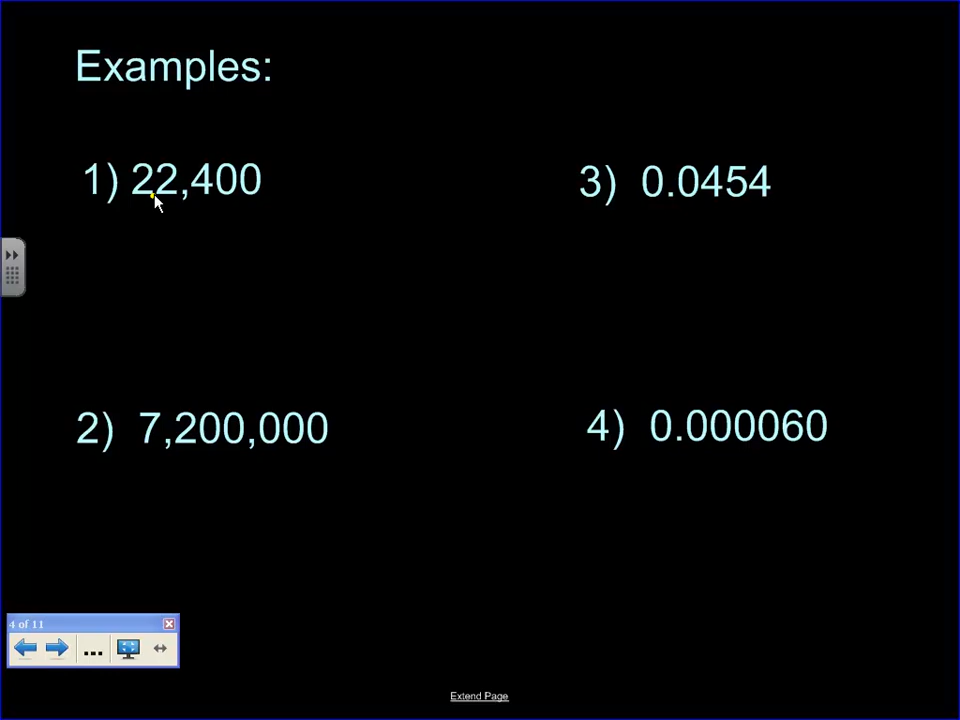 Examples:
1) 22,400
3) 0.0454
2) 7,200,000
4) 0.000060
4 of 11
...
Extend Page